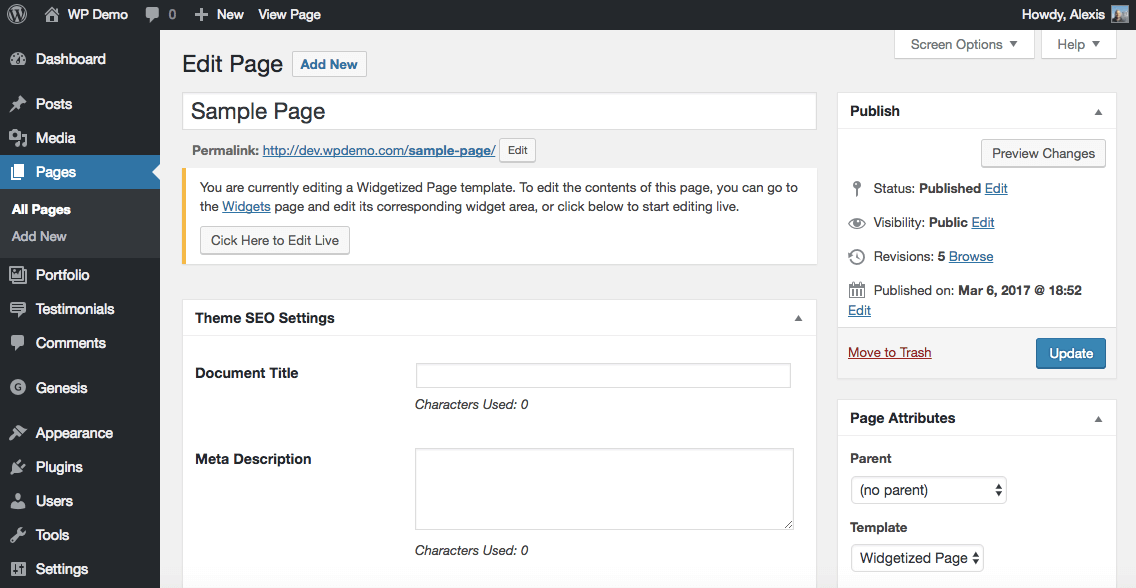 WP Demo 0 New View Page Howdy, Alexis
Dashboard
Posts
Media
Pages
All Pages
Add New
Portfolio
Testimonials
Comments
G Genesis
Appearance
Plugins
Users
Tools
Settings
Screen Options Help
Edit Page Add New
Sample Page
Permalink: http://dev.wpdemo.com/sample-page/ Edit
You are currently editing a Widgetized Page template. To edit the contents of this page, you can go to
the Widgets page and edit its corresponding widget area, or click below to start editing live.
Cick Here to Edit Live
Theme SEO Settings
Document Title
Characters Used: 0
Meta Description
Characters Used: 0
Publish
Preview Changes
Status: Published Edit
Visibility: Public Edit
Revisions: 5 Browse
Published on: Mar 6, 2017 @ 18:52
Edit
Move to Trash Update
Page Attributes
Parent
(no parent)
Template
Widgetized Page